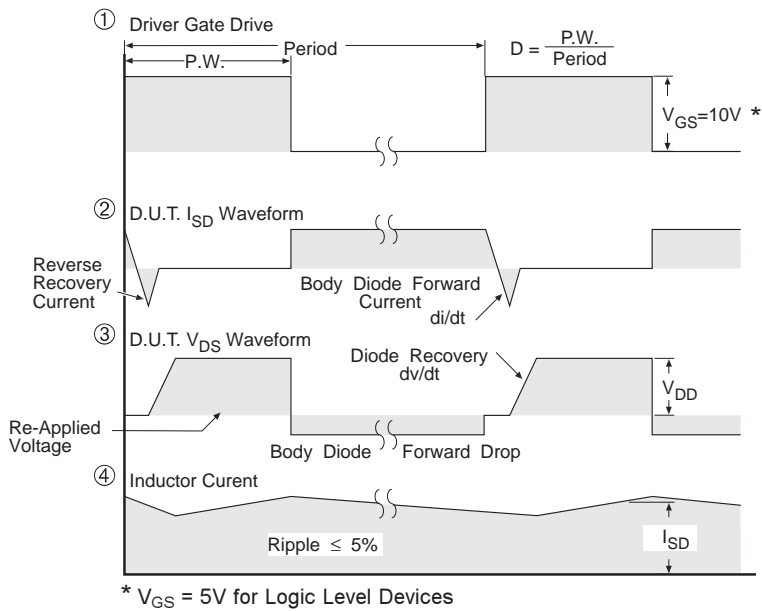 ① Driver Gate Drive
P.W.
Period
D = P.W. / Period
V_GS=10V *
② D.U.T. I_SD Waveform
Reverse
Recovery
Current
Body Diode Forward
Current
di/dt
③ D.U.T. V_DS Waveform
Diode Recovery
dv/dt
V_DD
Re-Applied
Voltage
Body Diode Forward Drop
④ Inductor Curent
Ripple ≤ 5%
I_SD
* V_GS = 5V for Logic Level Devices